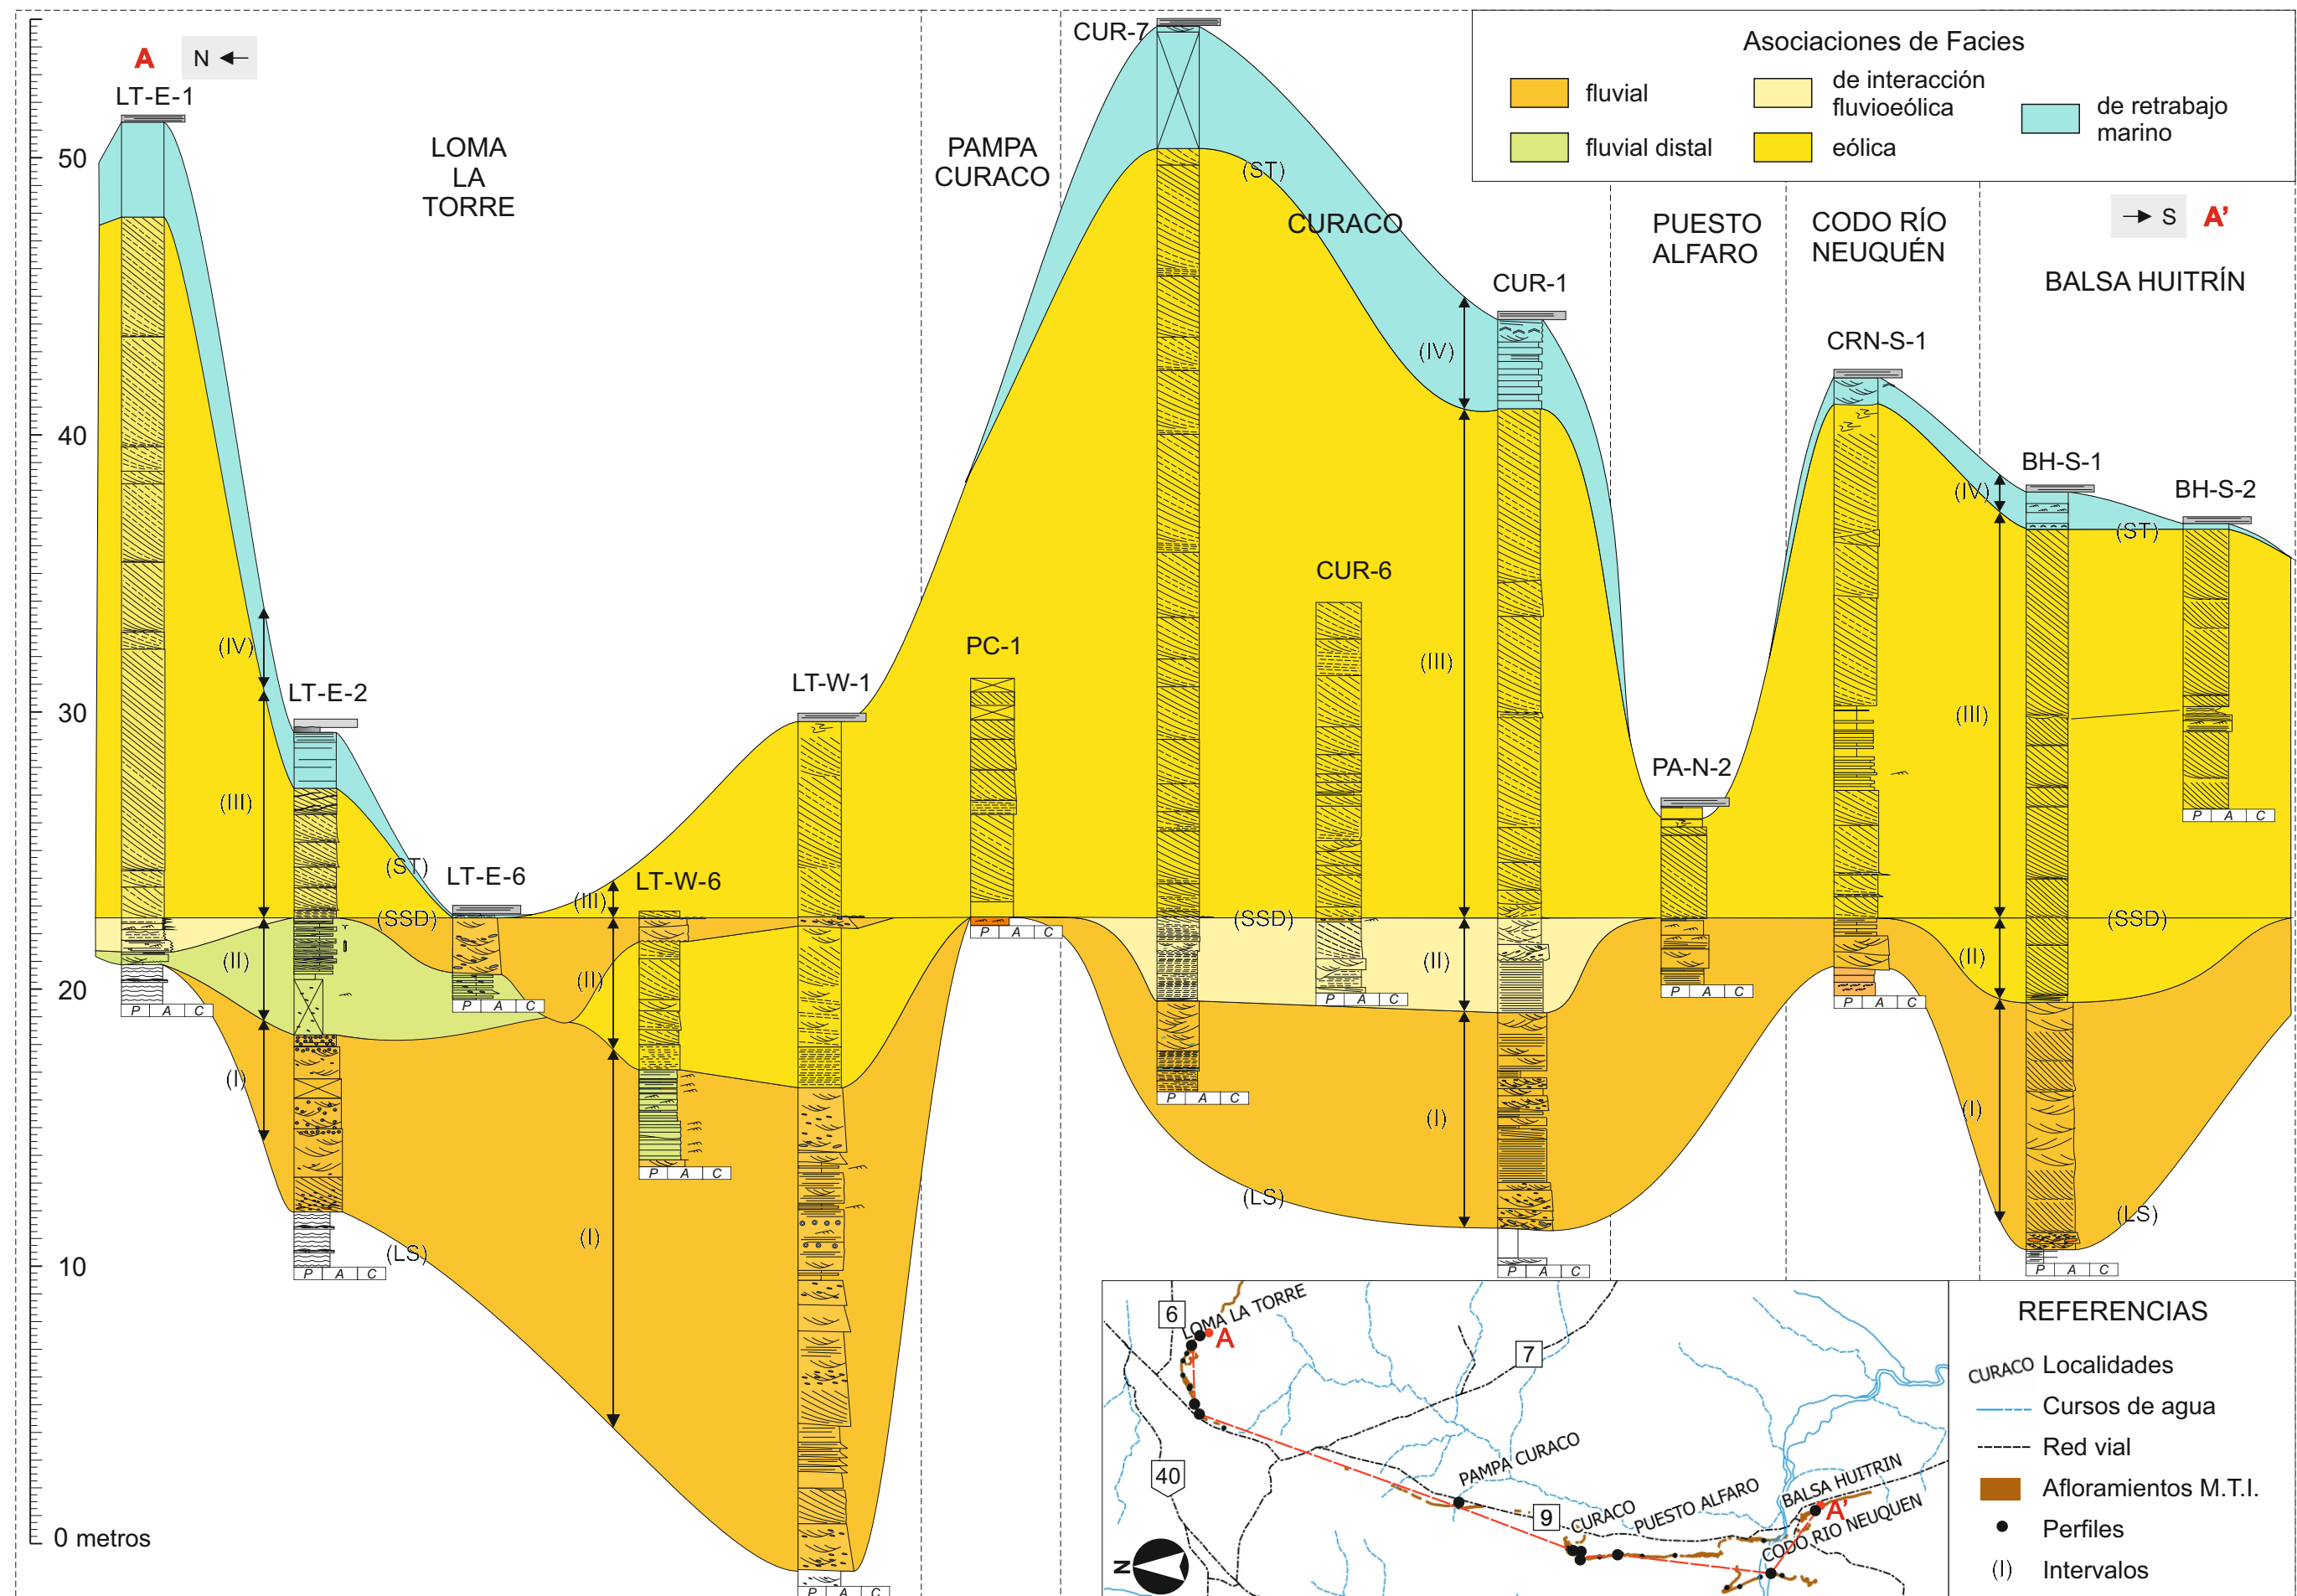 A
N
LT-E-1
LOMA
LA
TORRE
PAMPA
CURACO
CUR-7
Asociaciones de Facies
fluvial
fluvial distal
de interacción
fluvioeólica
eólica
de retrabajo
marino
50
(ST)
CURACO
PUESTO
ALFARO
CODO RÍO
NEUQUÉN
S
A’
BALSA HUITRÍN
CUR-1
(IV)
CRN-S-1
40
BH-S-1
(IV)
BH-S-2
(ST)
CUR-6
(IV)
PC-1
(III)
LT-E-2
LT-W-1
30
(III)
PA-N-2
(III)
(ST)
LT-E-6
LT-W-6
(III)
(SSD)
(SSD)
(SSD)
P A C
(II)
(II)
(II)
(II)
20
P A C
P A C
P A C
P A C
P A C
P A C
(I)
P A C
(I)
(I)
P A C
(LS)
(LS)
(I)
(LS)
10
P A C
P A C
P A C
0 metros
P A C
6
LOMA LA TORRE
A
7
40
PAMPA CURACO
9
CURACO
PUESTO ALFARO
BALSA HUITRIN
A’
CODO RIO NEUQUEN
N
REFERENCIAS
CURACO Localidades
Cursos de agua
Red vial
Afloramientos M.T.I.
Perfiles
(I) Intervalos